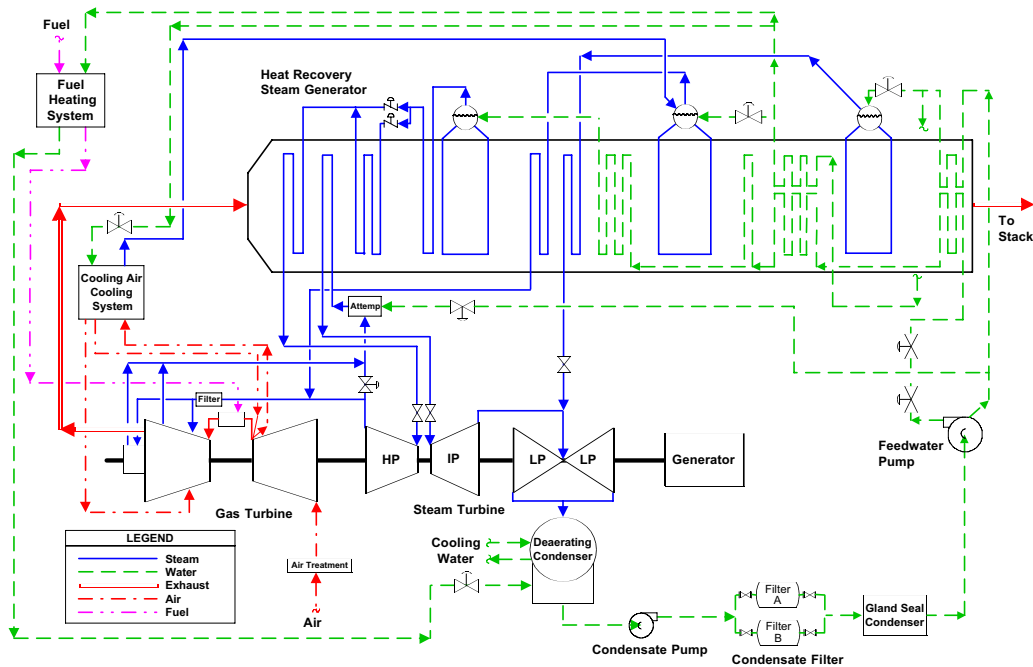 Fuel
Fuel
Heating
System
Heat Recovery
Steam Generator
To
Stack
Cooling Air
Cooling
System
Attemp
Filter
HP
IP
LP
LP
Generator
Feedwater
Pump
Gas Turbine
Steam Turbine
LEGEND
Steam
Water
Exhaust
Air
Fuel
Air Treatment
Air
Cooling
Water
Deaerating
Condenser
Condensate Pump
Filter
A
Filter
B
Condensate Filter
Gland Seal
Condenser